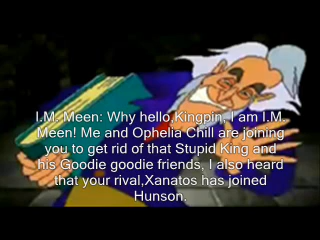 I.M. Meen: Why hello,Kingpin, I am I.M.
Meen! Me and Ophelia Chill are joining
you to get rid of that Stupid King and
his Goodie goodie friends, I also heard
that your rival,Xanatos has joined
Hunson.